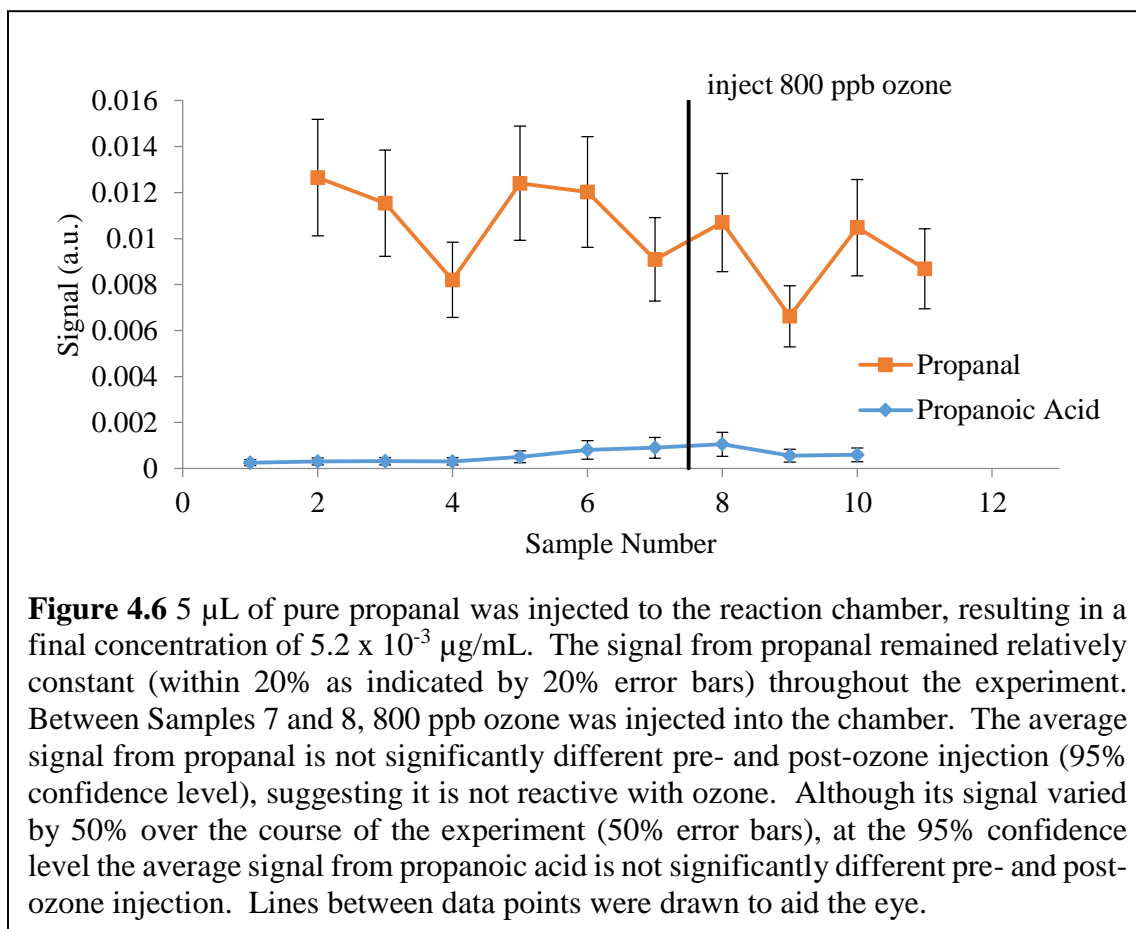 inject 800 ppb ozone
0.016
0.014
0.012
0.01
0.008
0.006
0.004
0.002
0
Signal (a.u.)
Propanal
Propanoic Acid
0 2 4 6 8 10 12
Sample Number
Figure 4.6 5 µL of pure propanal was injected to the reaction chamber, resulting in a
final concentration of 5.2 x 10⁻³ µg/mL. The signal from propanal remained relatively
constant (within 20% as indicated by 20% error bars) throughout the experiment.
Between Samples 7 and 8, 800 ppb ozone was injected into the chamber. The average
signal from propanal is not significantly different pre- and post-ozone injection (95%
confidence level), suggesting it is not reactive with ozone. Although its signal varied
by 50% over the course of the experiment (50% error bars), at the 95% confidence
level the average signal from propanoic acid is not significantly different pre- and post-
ozone injection. Lines between data points were drawn to aid the eye.